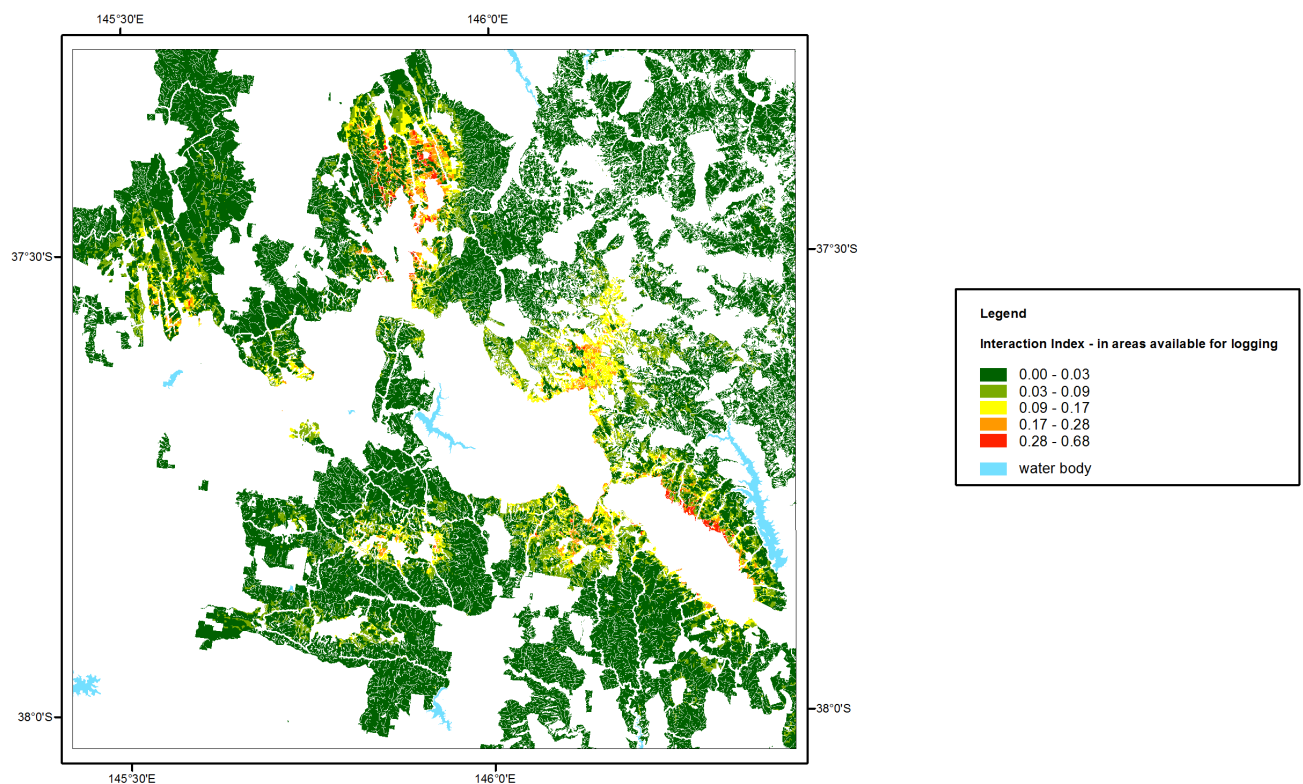 145°30'E 146°0'E
37°30'S 37°30'S
Legend
Interaction Index - in areas available for logging
0.00 - 0.03
0.03 - 0.09
0.09 - 0.17
0.17 - 0.28
0.28 - 0.68
water body
38°0'S 38°0'S
145°30'E 146°0'E